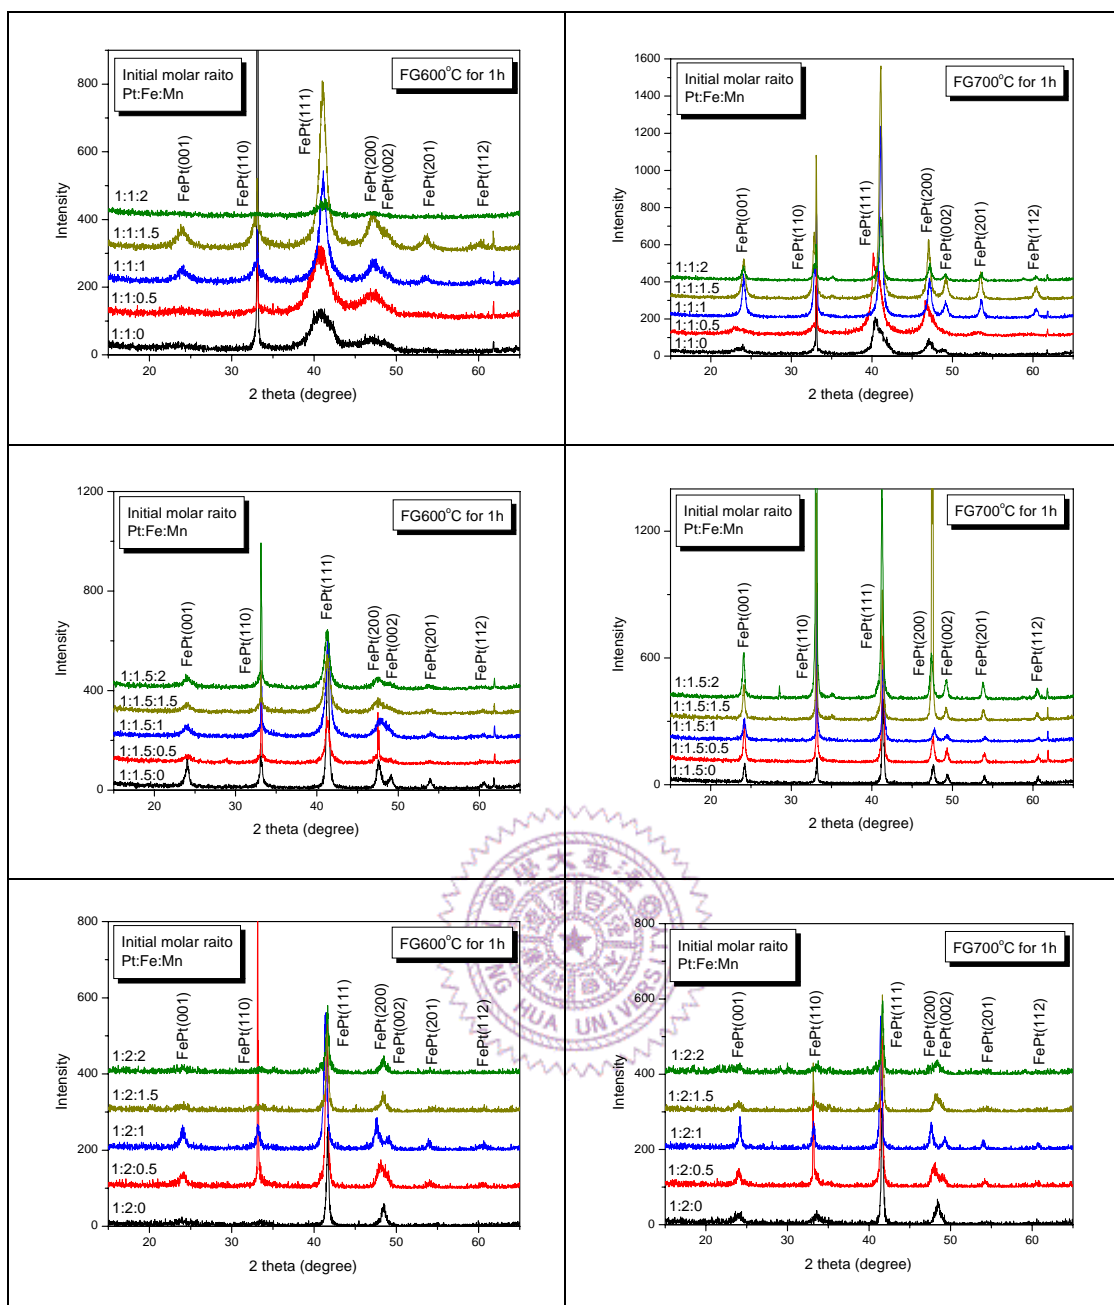 Initial molar raito
Pt:Fe:Mn
FG600°C for 1h
FePt(001)
FePt(110)
FePt(111)
FePt(200)
FePt(002)
FePt(201)
FePt(112)
1:1:2
1:1:1.5
1:1:1
1:1:0.5
1:1:0
Intensity
800
600
400
200
0
20
30
40
50
60
2 theta (degree)
Initial molar raito
Pt:Fe:Mn
FG700°C for 1h
FePt(001)
FePt(110)
FePt(111)
FePt(200)
FePt(002)
FePt(201)
FePt(112)
1:1:2
1:1:1.5
1:1:1
1:1:0.5
1:1:0
Intensity
1600
1400
1200
1000
800
600
400
200
0
20
30
40
50
60
2 theta (degree)
Initial molar raito
Pt:Fe:Mn
FG600°C for 1h
FePt(001)
FePt(110)
FePt(111)
FePt(200)
FePt(002)
FePt(201)
FePt(112)
1:1.5:2
1:1.5:1.5
1:1.5:1
1:1.5:0.5
1:1.5:0
Intensity
1200
800
400
0
20
30
40
50
60
2 theta (degree)
Initial molar raito
Pt:Fe:Mn
FG700°C for 1h
FePt(001)
FePt(110)
FePt(111)
FePt(200)
FePt(002)
FePt(201)
FePt(112)
1:1.5:2
1:1.5:1.5
1:1.5:1
1:1.5:0.5
1:1.5:0
Intensity
1200
600
0
20
30
40
50
60
2 theta (degree)
Initial molar raito
Pt:Fe:Mn
FG600°C for 1h
FePt(001)
FePt(110)
FePt(111)
FePt(200)
FePt(002)
FePt(201)
FePt(112)
1:2:2
1:2:1.5
1:2:1
1:2:0.5
1:2:0
Intensity
800
600
400
200
0
20
30
40
50
60
2 theta (degree)
Initial molar raito
Pt:Fe:Mn
FG700°C for 1h
FePt(001)
FePt(110)
FePt(111)
FePt(200)
FePt(002)
FePt(201)
FePt(112)
1:2:2
1:2:1.5
1:2:1
1:2:0.5
1:2:0
Intensity
800
600
400
200
0
20
30
40
50
60
2 theta (degree)
HUA UNIVERSITY